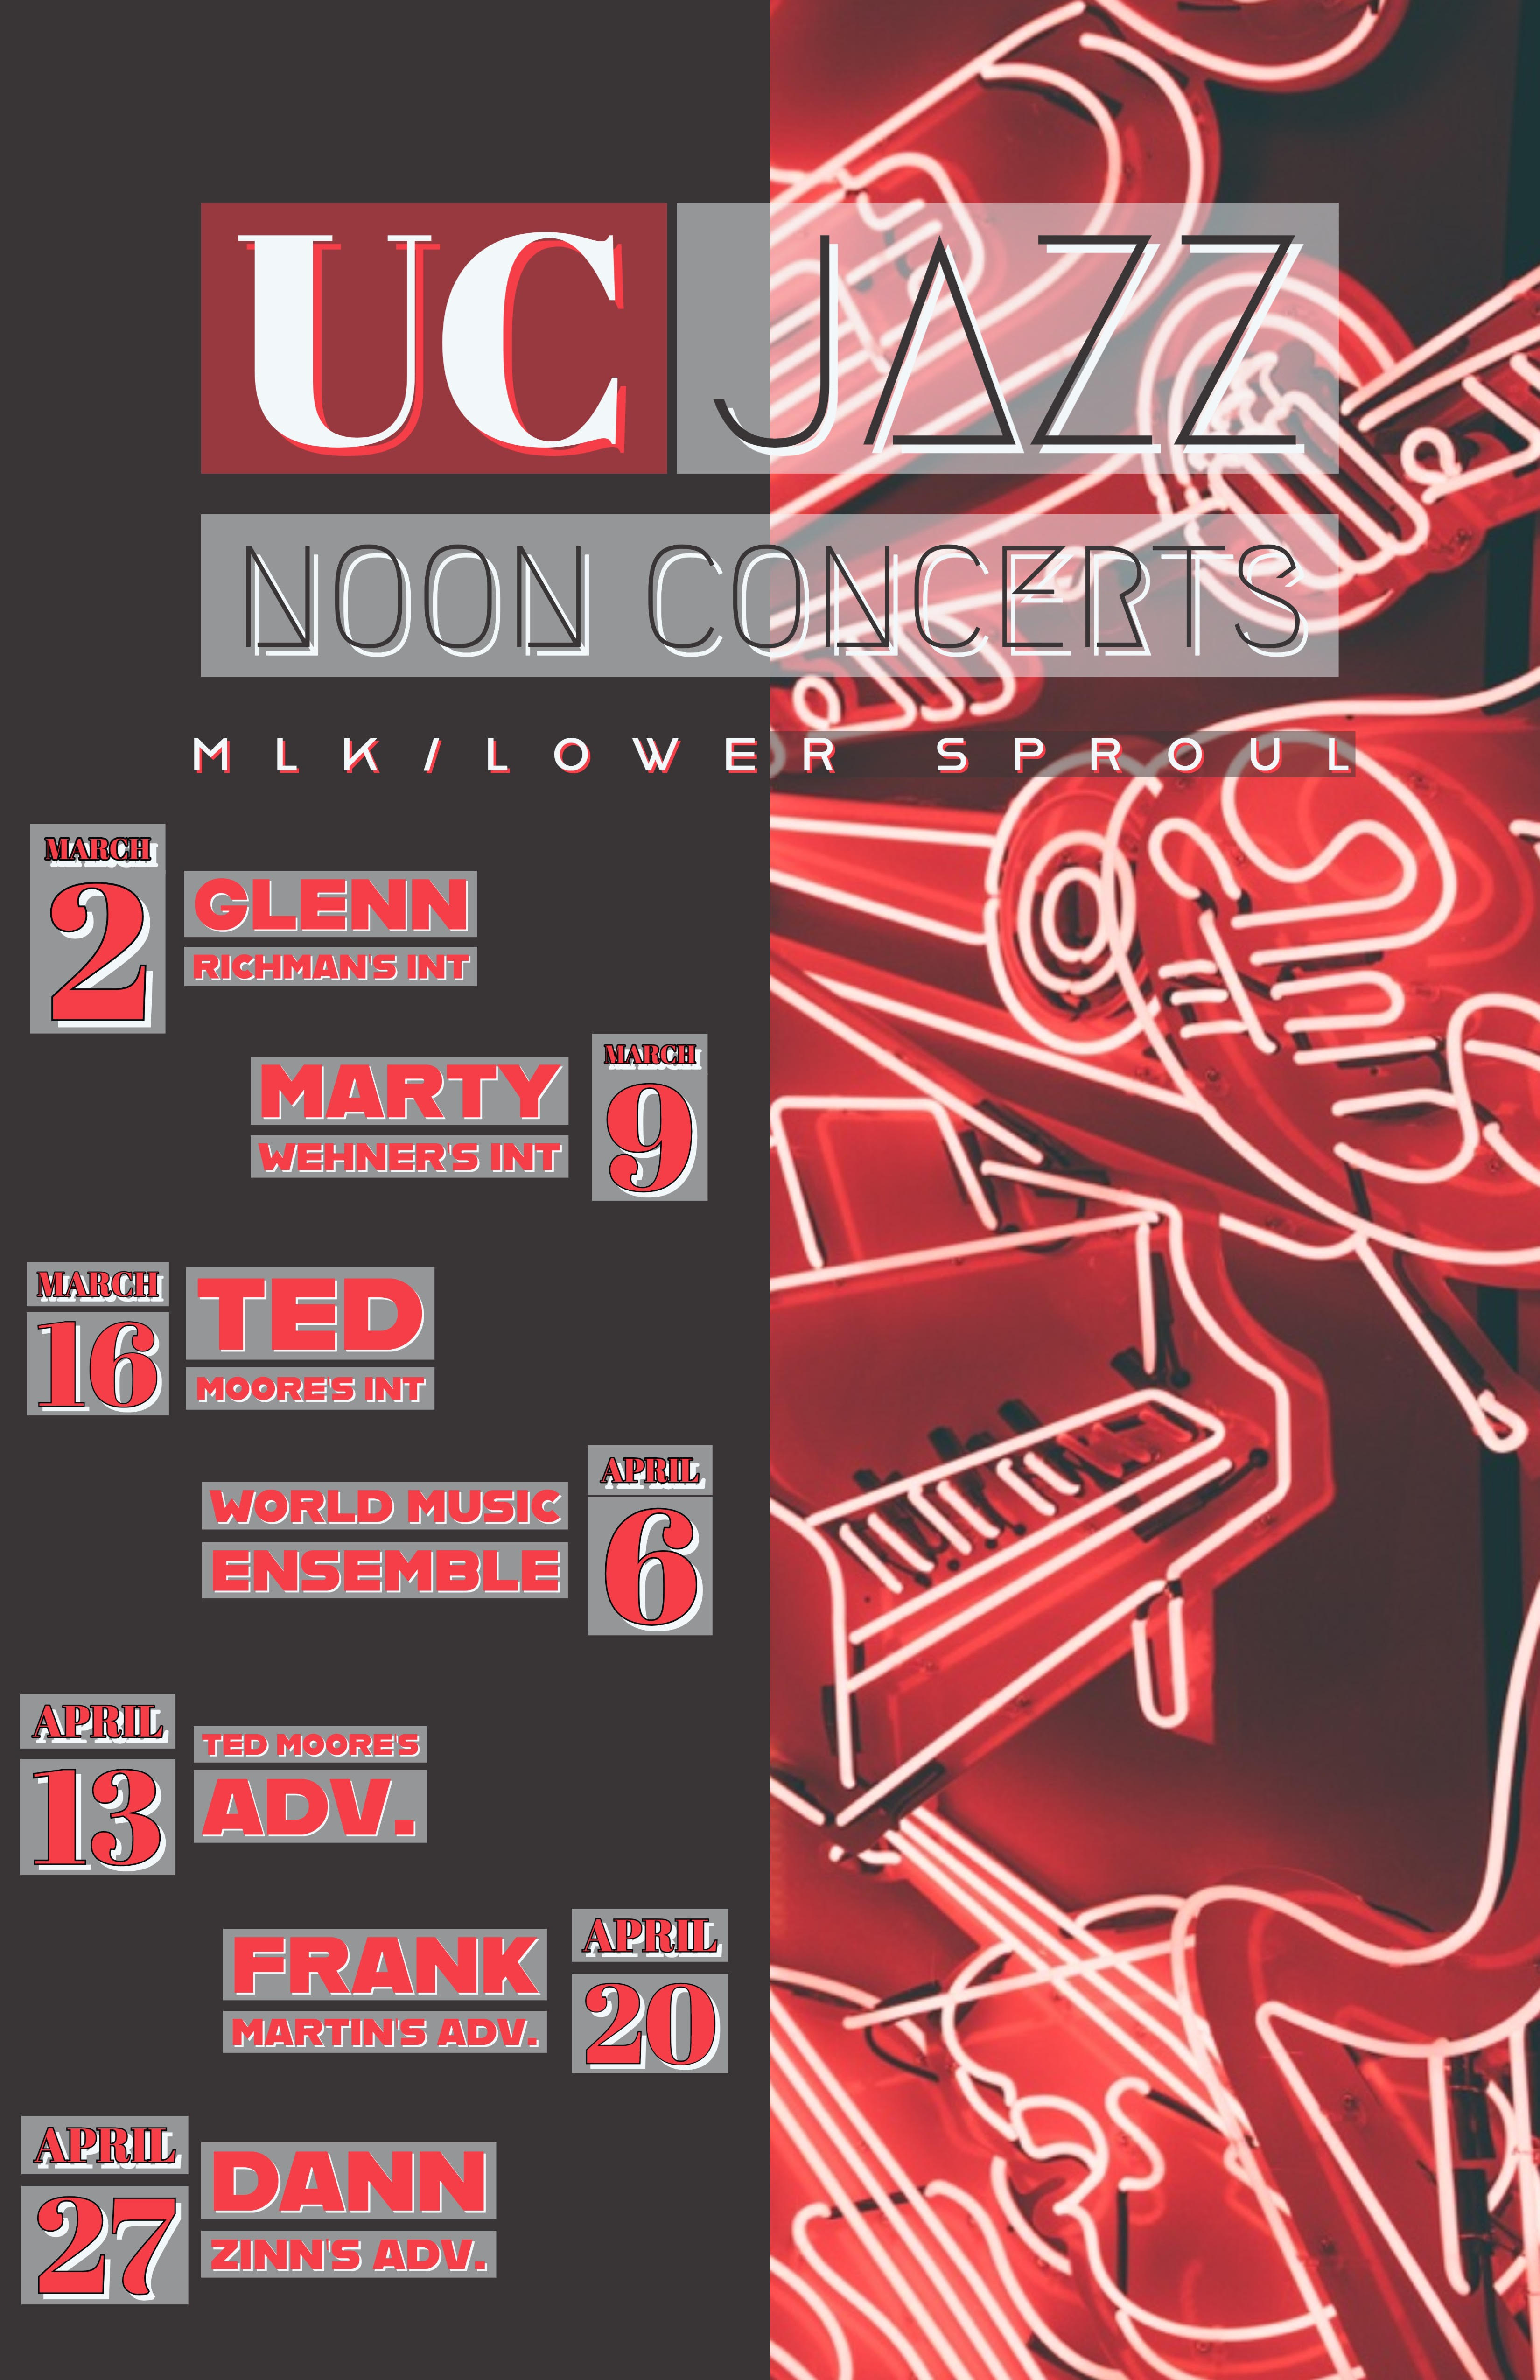 UC JAZZ
NOON CONCERTS
MLK/LOWER SPROUL
MARCH
2
GLENN
RICHMAN'S INT
MARTY
WEHNER'S INT
MARCH
9
MARCH
16
TED
MOORE'S INT
WORLD MUSIC
ENSEMBLE
APRIL
6
APRIL
13
TED MOORE'S
ADV.
FRANK
MARTIN'S ADV.
APRIL
20
APRIL
27
DANN
ZINN'S ADV.